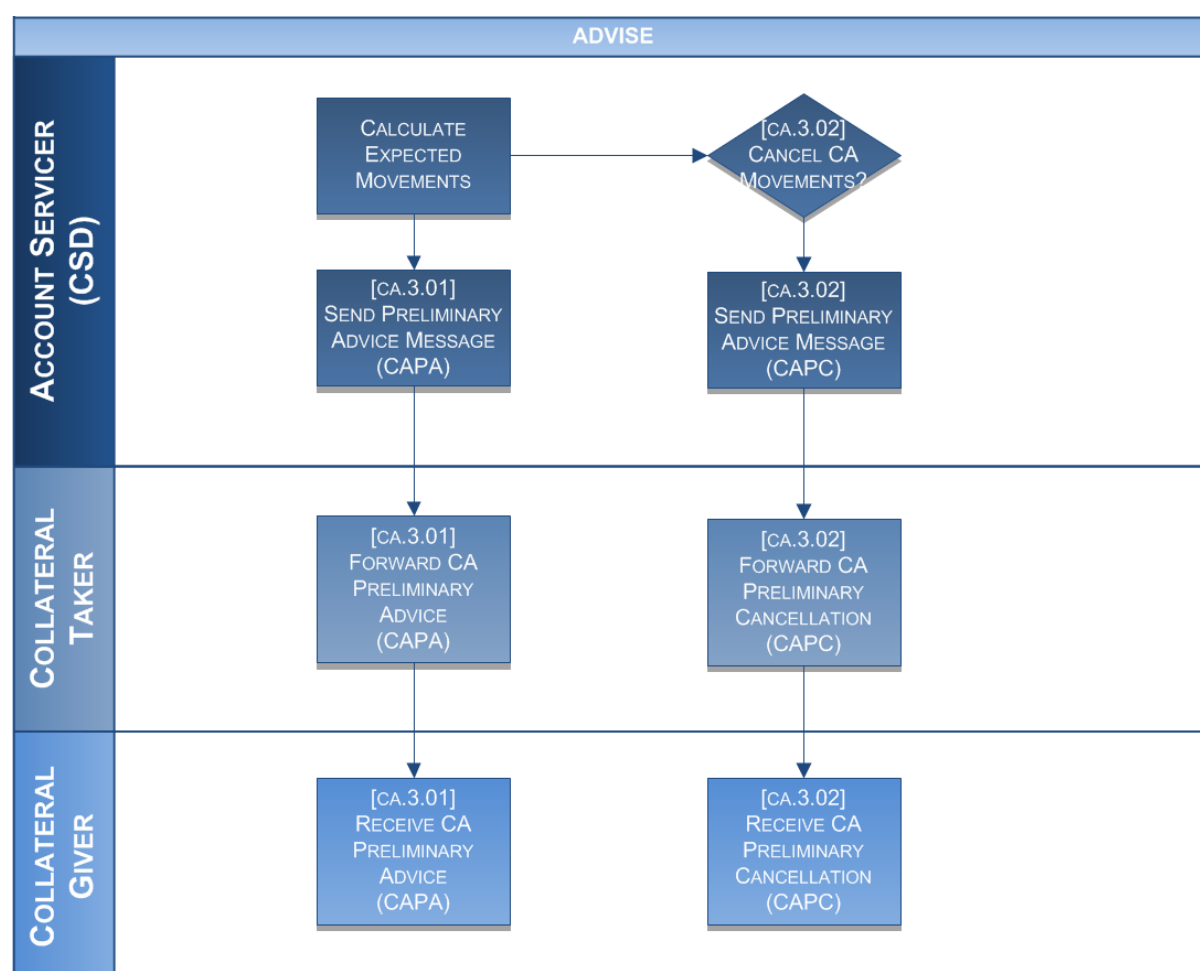 ADVISE
ACCOUNT SERVICER
(CSD)
CALCULATE
EXPECTED
MOVEMENTS
[CA.3.02]
CANCEL CA
MOVEMENTS?
[CA.3.01]
SEND PRELIMINARY
ADVICE MESSAGE
(CAPA)
[CA.3.02]
SEND PRELIMINARY
ADVICE MESSAGE
(CAPC)
COLLATERAL
TAKER
[CA.3.01]
FORWARD CA
PRELIMINARY
ADVICE
(CAPA)
[CA.3.02]
FORWARD CA
PRELIMINARY
CANCELLATION
(CAPC)
COLLATERAL
GIVER
[CA.3.01]
RECEIVE CA
PRELIMINARY
ADVICE
(CAPA)
[CA.3.02]
RECEIVE CA
PRELIMINARY
CANCELLATION
(CAPC)